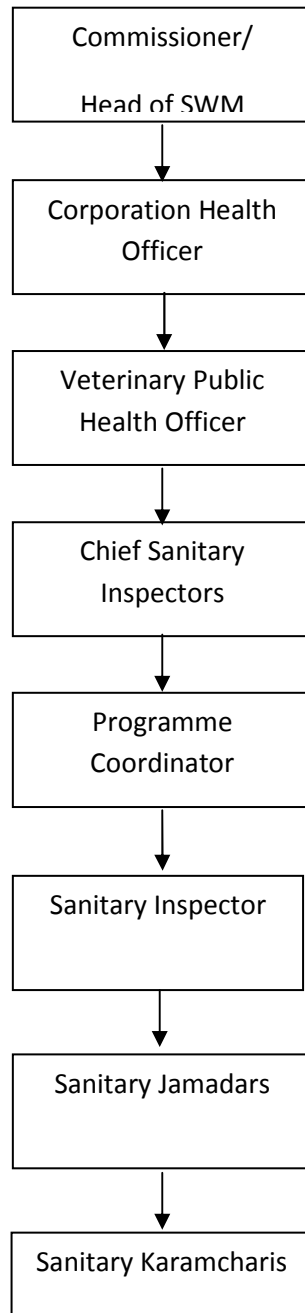 Commissioner/
Head of SWM
Corporation Health
Officer
Veterinary Public
Health Officer
Chief Sanitary
Inspectors
Programme
Coordinator
Sanitary Inspector
Sanitary Jamadars
Sanitary Karamcharis